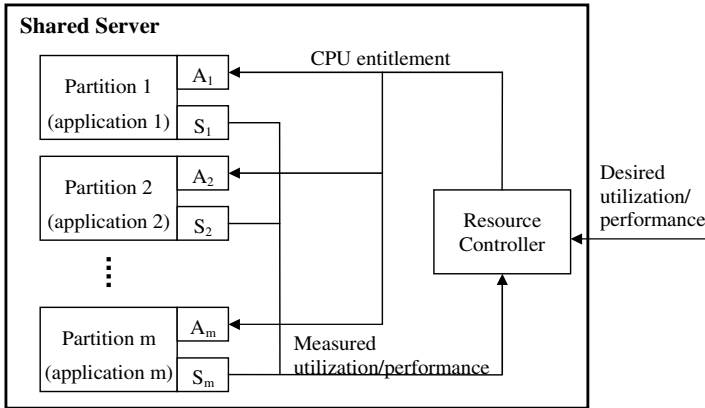 Shared Server
CPU entitlement
Partition 1
(application 1)
A₁
S₁
Partition 2
(application 2)
A₂
S₂
Partition m
(application m)
Aₘ
Sₘ
Measured
utilization/performance
Resource
Controller
Desired
utilization/
performance